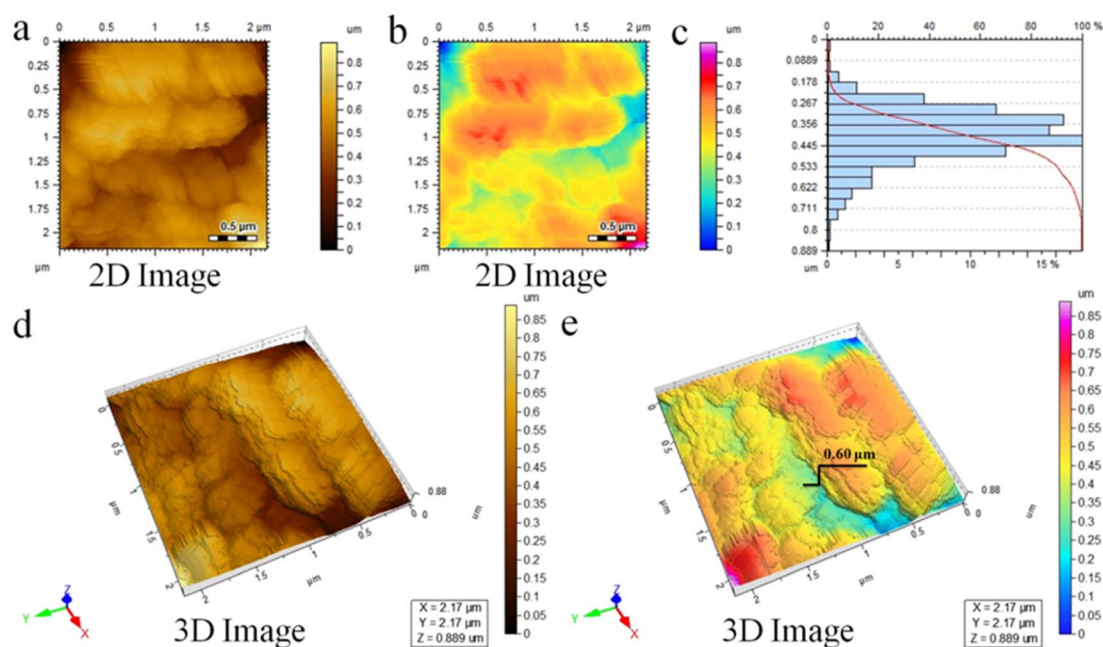 a
0 0.5 1 1.5 2 µm
0
0.25
0.5
0.75
1
1.25
1.5
1.75
2
µm
0.5 µm
um
0.8
0.7
0.6
0.5
0.4
0.3
0.2
0.1
0
2D Image
b
0 0.5 1 1.5 2 µm
0
0.25
0.5
0.75
1
1.25
1.5
1.75
2
µm
0.5 µm
um
0.8
0.7
0.6
0.5
0.4
0.3
0.2
0.1
0
2D Image
c
0 20 40 60 80 100 %
0
0.0889
0.178
0.267
0.356
0.445
0.533
0.622
0.711
0.8
0.889
um 0 5 10 15 %
d
0
0.5
1
1.5
2
µm
2
1.5
1
0.5
0
µm
0.88
0
um
um
0.85
0.8
0.75
0.7
0.65
0.6
0.55
0.5
0.45
0.4
0.35
0.3
0.25
0.2
0.15
0.1
0.05
0
Z
Y
X
3D Image
X = 2.17 µm
Y = 2.17 µm
Z = 0.889 um
e
0.60 µm
0
0.5
1
1.5
2
µm
2
1.5
1
0.5
0
µm
0.88
0
um
um
0.85
0.8
0.75
0.7
0.65
0.6
0.55
0.5
0.45
0.4
0.35
0.3
0.25
0.2
0.15
0.1
0.05
0
Z
Y
X
3D Image
X = 2.17 µm
Y = 2.17 µm
Z = 0.889 um